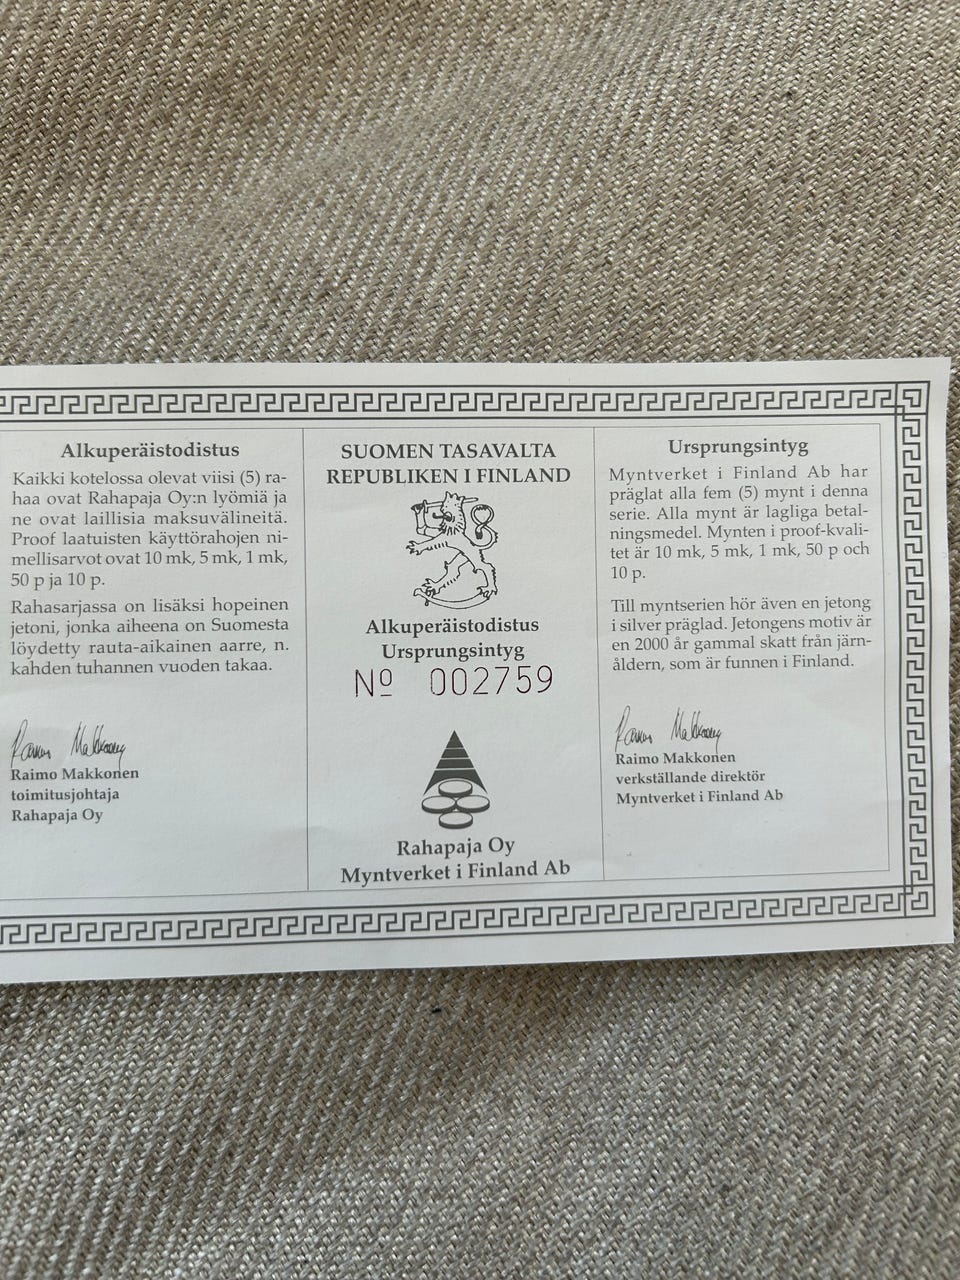 Alkuperäistodistus
Kaikki kotelossa olevat viisi (5) ra-
haa ovat Rahapaja Oy:n lyömiä ja
ne ovat laillisia maksuvälineitä.
Proof laatuisten käyttörahojen ni-
mellisarvot ovat 10 mk, 5 mk, 1 mk,
50 p ja 10 p.
Rahasarjassa on lisäksi hopeinen
jetoni, jonka aiheena on Suomesta
löydetty rauta-aikainen aarre, n.
kahden tuhannen vuoden takaa.
Raimo Makkonen
Raimo Makkonen
toimitusjohtaja
Rahapaja Oy
SUOMEN TASAVALTA
REPUBLIKEN I FINLAND
Alkuperäistodistus
Ursprungsintyg
Nº 002759
Rahapaja Oy
Myntverket i Finland Ab
Ursprungsintyg
Myntverket i Finland Ab har
präglat alla fem (5) mynt i denna
serie. Alla mynt är lagliga betal-
ningsmedel. Mynten i proof-kvali-
tet är 10 mk, 5 mk, 1 mk, 50 p och
10 p.
Till myntserien hör även en jetong
i silver präglad. Jetongens motiv är
en 2000 år gammal skatt från järn-
åldern, som är funnen i Finland.
Raimo Makkonen
Raimo Makkonen
verkställande direktör
Myntverket i Finland Ab